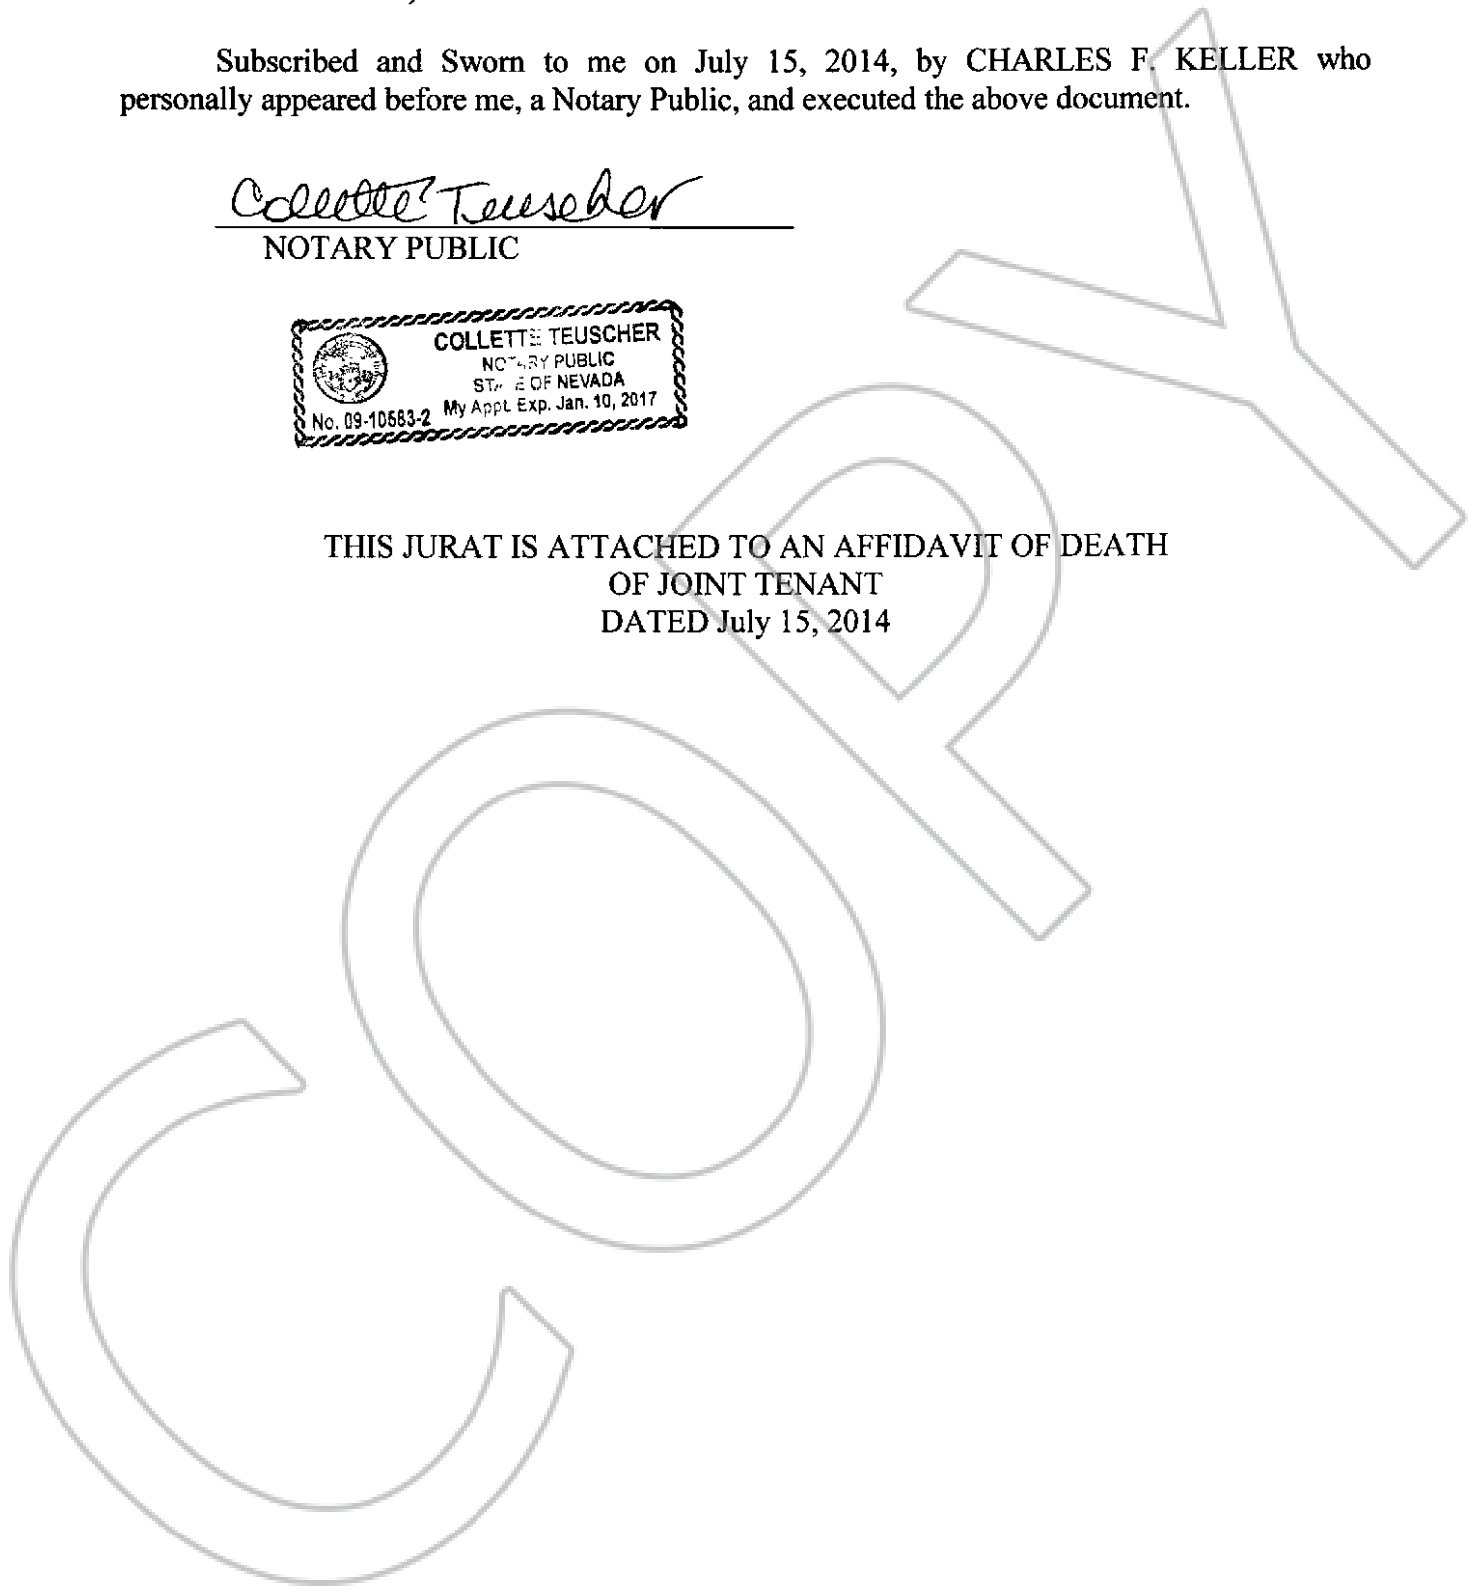 Subscribed and Sworn to me on July 15, 2014, by CHARLES F. KELLER who
personally appeared before me, a Notary Public, and executed the above document.
Collette Teuscher
NOTARY PUBLIC
COLLETTE TEUSCHER
NOTARY PUBLIC
STATE OF NEVADA
My Appt. Exp. Jan. 10, 2017
No. 09-10583-2
THIS JURAT IS ATTACHED TO AN AFFIDAVIT OF DEATH
OF JOINT TENANT
DATED July 15, 2014
COPY